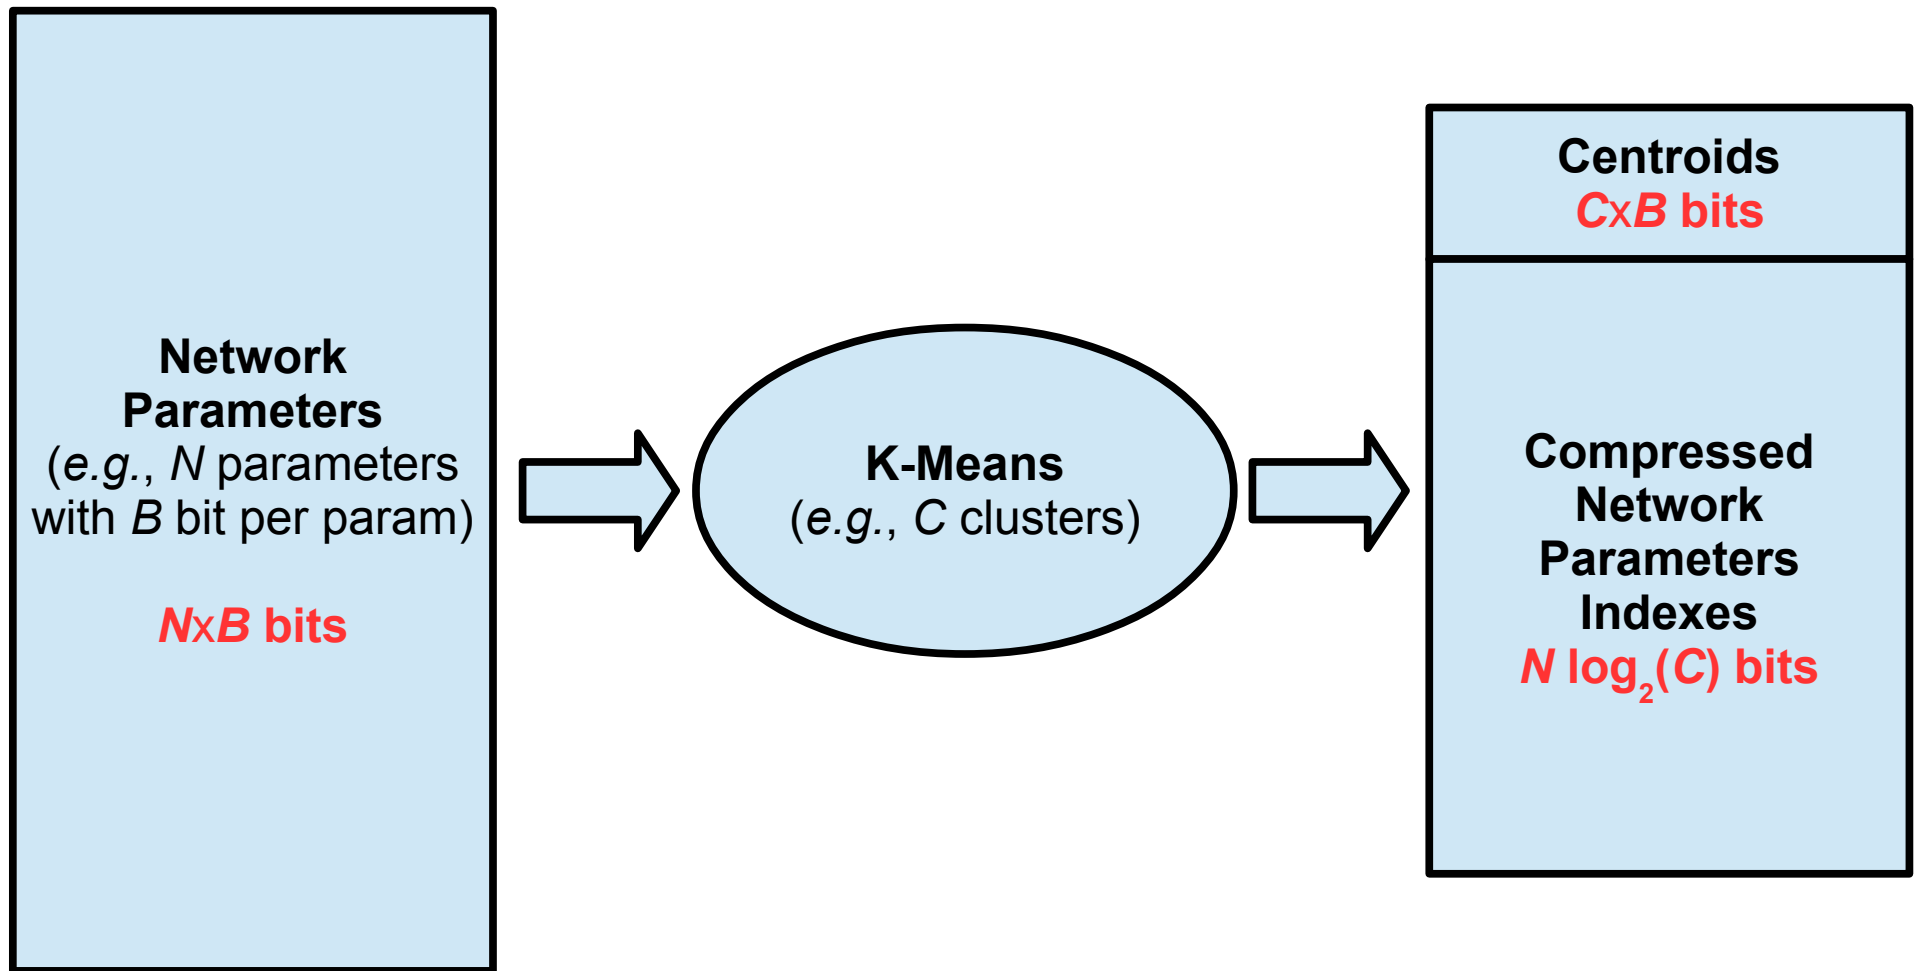 Network
Parameters
(e.g., N parameters
with B bit per param)
NxB bits
K-Means
(e.g., C clusters)
Centroids
CxB bits
Compressed
Network
Parameters
Indexes
N log₂(C) bits